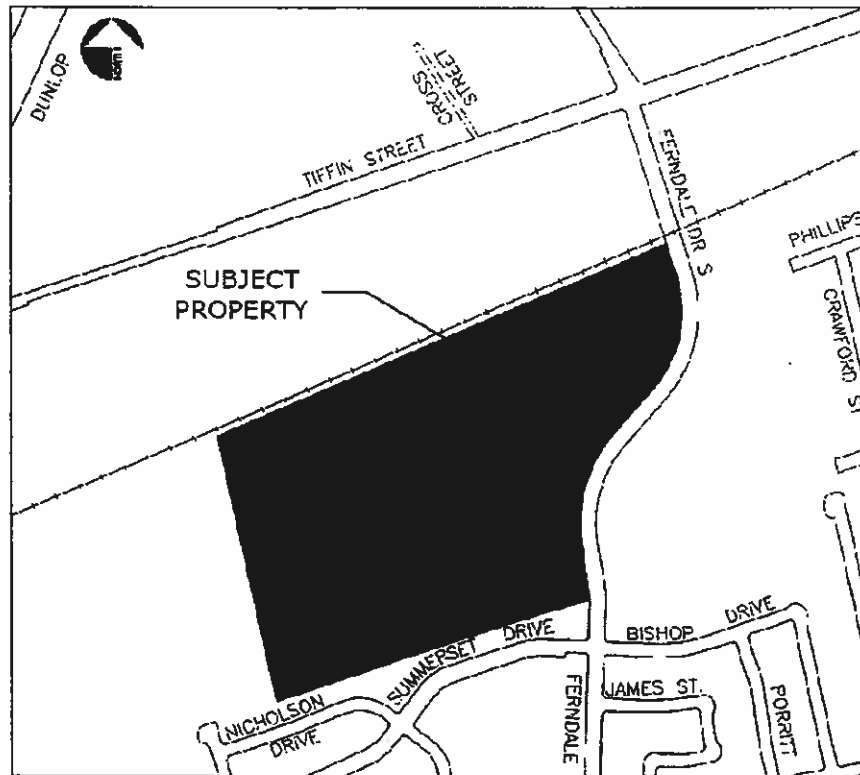 DUNLOP
CROSS
STREET
TIFFIN STREET
FERNDALE DR S
PHILLIPS
CRAWFORD S
SUBJECT
PROPERTY
SUMMERSET DRIVE
BISHOP DRIVE
NICHOLSON
DRIVE
FERNDALE
JAMES ST.
PORRITT